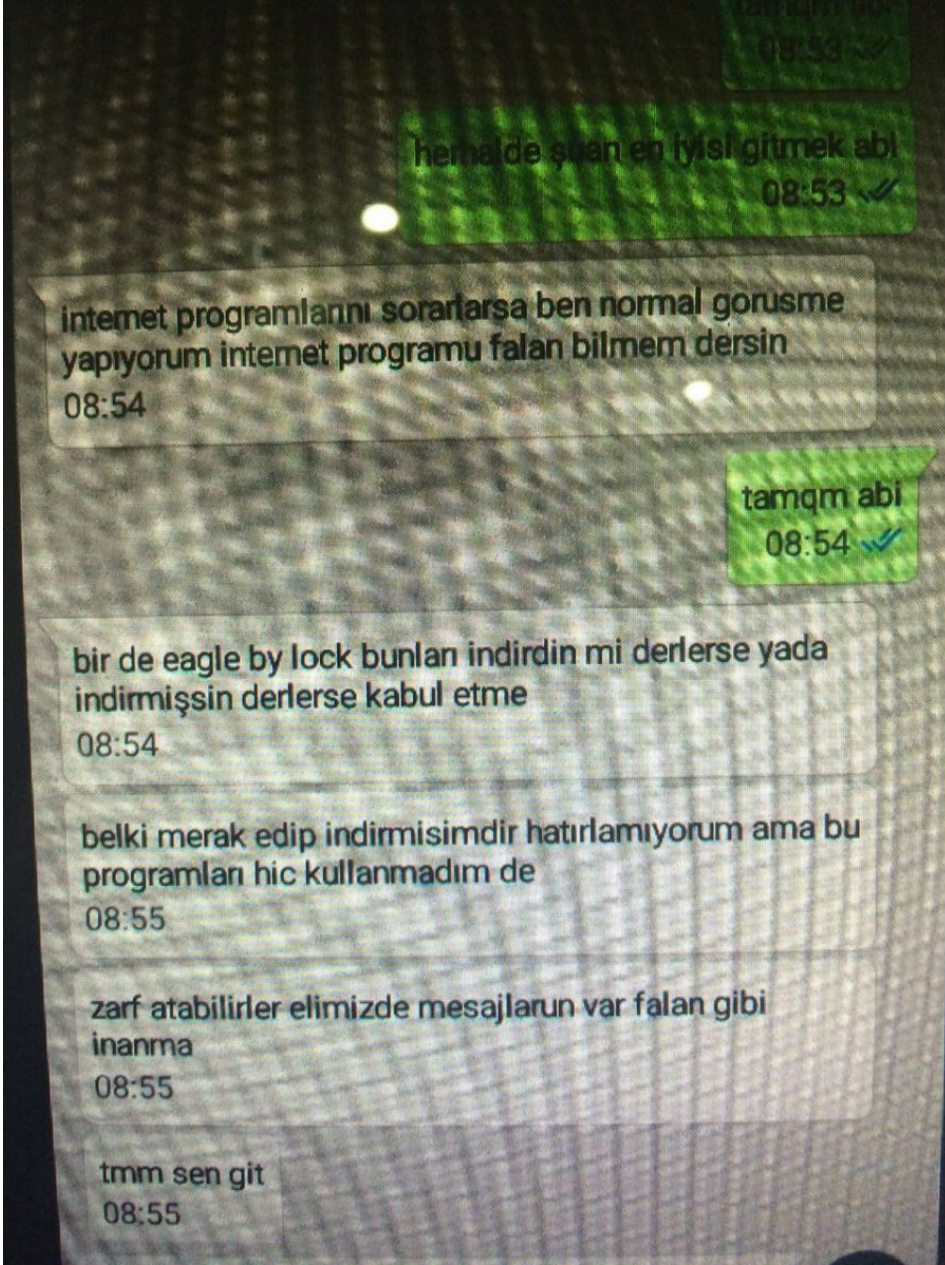 08:53
hemalde şuan en iyisi gitmek abi
08:53
internet programlarını sorarlarsa ben normal gorusme
yapıyorum internet programu falan bilmem dersin
08:54
tamqm abi
08:54
bir de eagle by lock bunları indirdin mi derlerse yada
indirmişsin derlerse kabul etme
08:54
belki merak edip indirmisimdir hatırlamıyorum ama bu
programları hic kullanmadım de
08:55
zarf atabilirler elimizde mesajlarun var falan gibi
inanma
08:55
tmm sen git
08:55